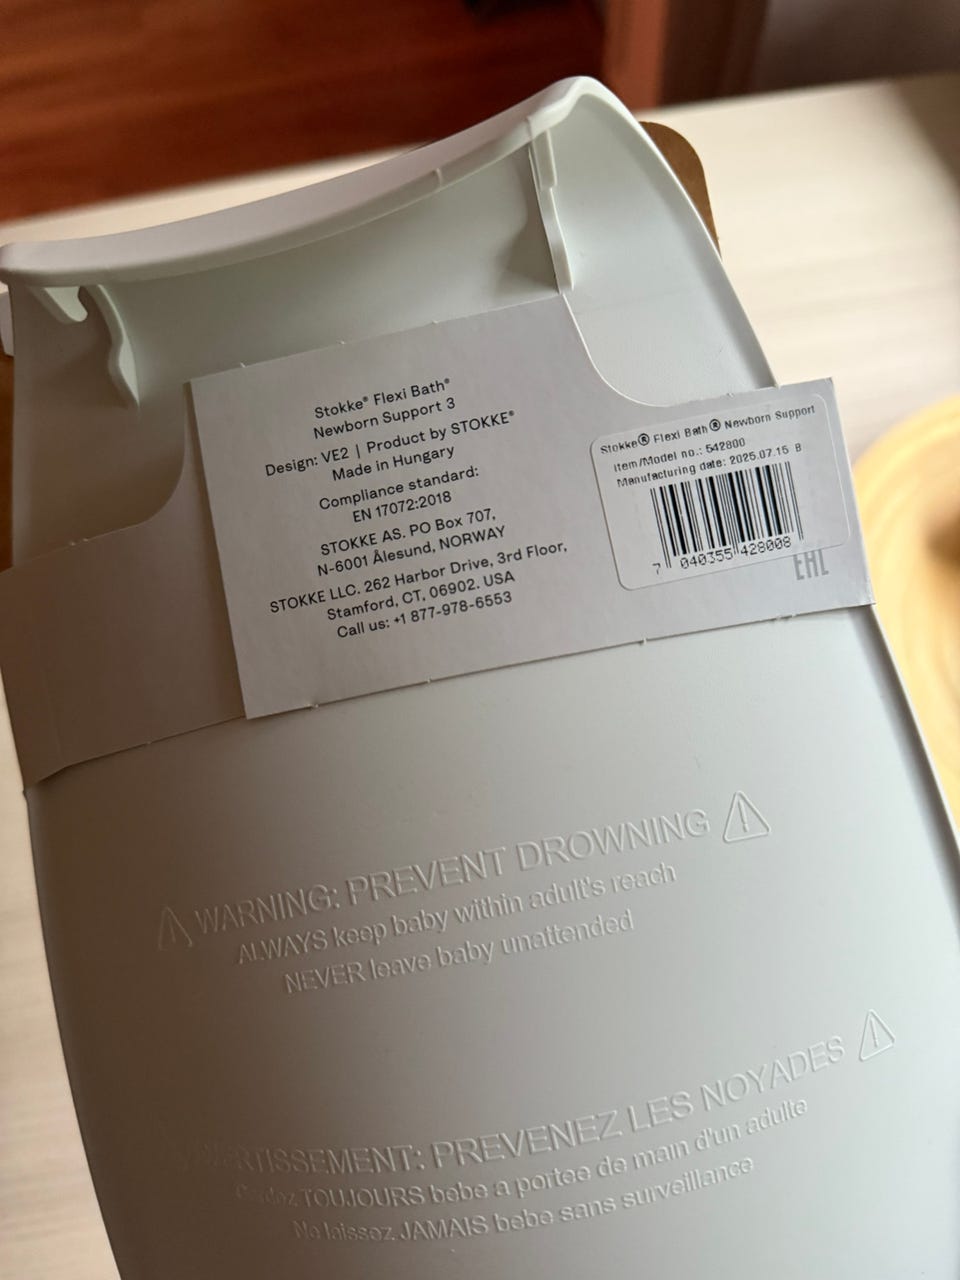 Stokke® Flexi Bath®
Newborn Support 3
Design: VE2 | Product by STOKKE®
Made in Hungary
Compliance standard:
EN 17072:2018
STOKKE AS. PO Box 707,
N-6001 Ålesund, NORWAY
STOKKE LLC. 262 Harbor Drive, 3rd Floor,
Stamford, CT, 06902. USA
Call us: +1 877-978-6553
Stokke® Flexi Bath® Newborn Support
Item/Model no.: 542800
Manufacturing date: 2025.07.15 B
7 040355 428008
EAC
WARNING: PREVENT DROWNING
ALWAYS keep baby within adult's reach
NEVER leave baby unattended
AVERTISSEMENT: PREVENEZ LES NOYADES
Gardez TOUJOURS bebe a portee de main d'un adulte
Ne laissez JAMAIS bebe sans surveillance